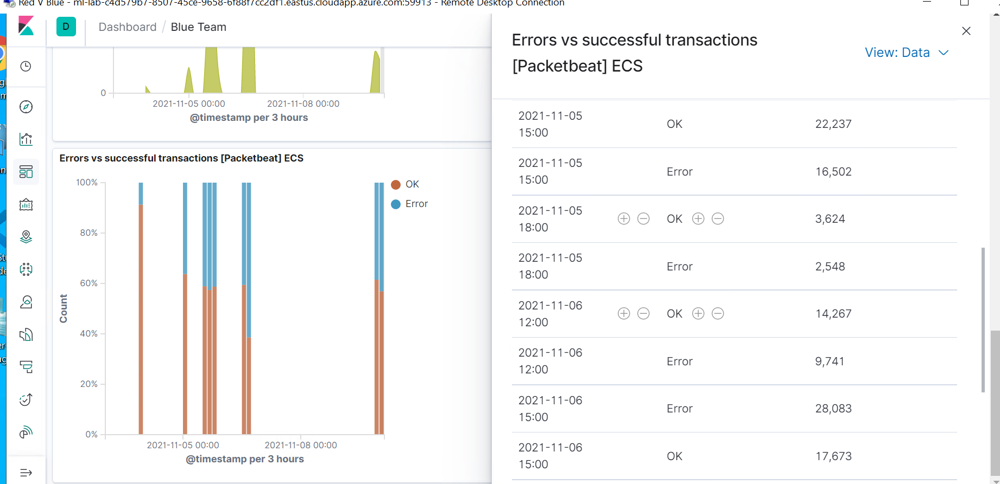 Red V Blue - ml-lab-c4d579b7-8507-45ce-9658-6f88f7cc2df1.eastus.cloudapp.azure.com:59913 - Remote Desktop Connection
D
Dashboard / Blue Team
0
2021-11-05 00:00 2021-11-08 00:00
@timestamp per 3 hours
Errors vs successful transactions [Packetbeat] ECS
100%
80%
60%
40%
20%
0%
Count
OK
Error
2021-11-05 00:00 2021-11-08 00:00
@timestamp per 3 hours
Errors vs successful transactions
[Packetbeat] ECS
View: Data
2021-11-05
15:00
OK
22,237
2021-11-05
15:00
Error
16,502
2021-11-05
18:00
OK
3,624
2021-11-05
18:00
Error
2,548
2021-11-06
12:00
OK
14,267
2021-11-06
12:00
Error
9,741
2021-11-06
15:00
Error
28,083
2021-11-06
15:00
OK
17,673